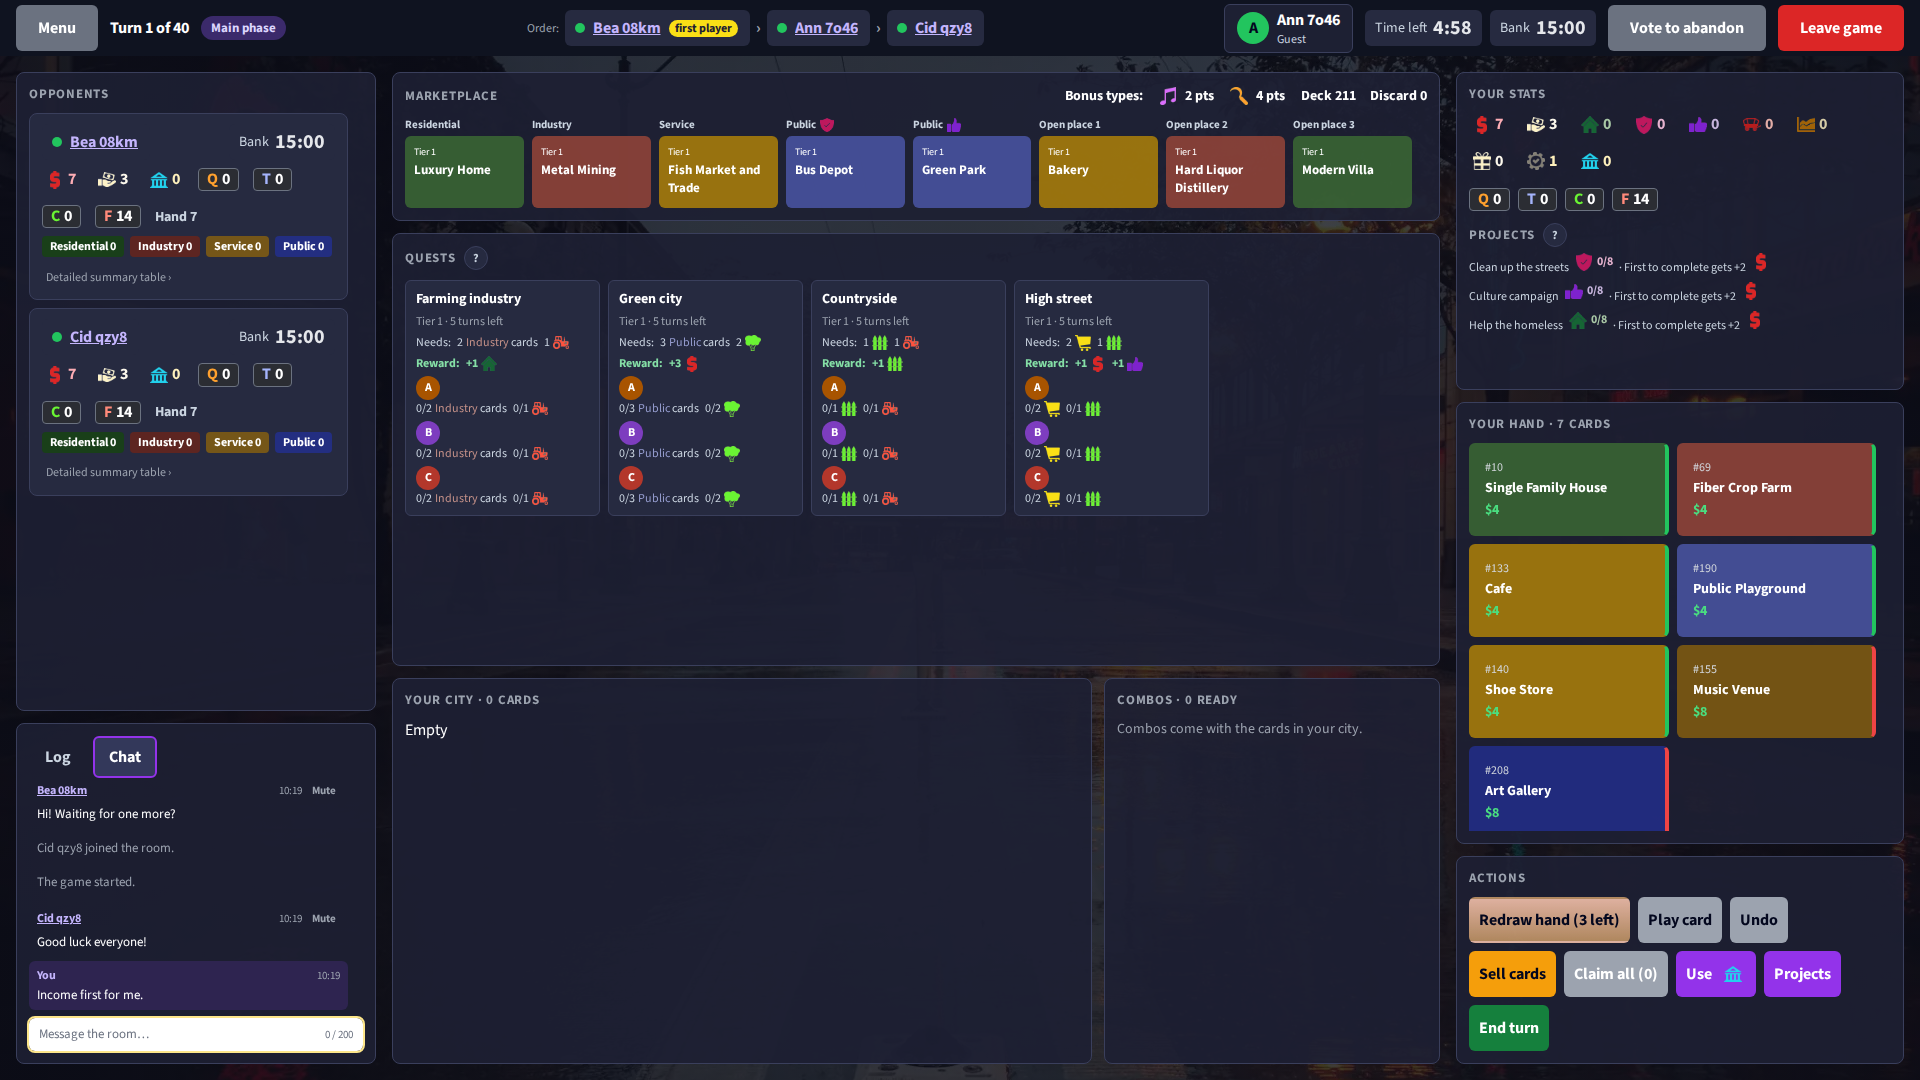 Menu
Turn 1 of 40
Main phase
Order:
Bea 08km
first player
›
Ann 7o46
›
Cid qzy8
A
Ann 7o46
Guest
Time left 4:58
Bank 15:00
Vote to abandon
Leave game
OPPONENTS
Bea 08km
Bank 15:00
7 3 0 Q 0 T 0
C 0 F 14 Hand 7
Residential 0 Industry 0 Service 0 Public 0
Detailed summary table ›
Cid qzy8
Bank 15:00
7 3 0 Q 0 T 0
C 0 F 14 Hand 7
Residential 0 Industry 0 Service 0 Public 0
Detailed summary table ›
Log
Chat
Bea 08km 10:19 Mute
Hi! Waiting for one more?
Cid qzy8 joined the room.
The game started.
Cid qzy8 10:19 Mute
Good luck everyone!
You 10:19
Income first for me.
Message the room… 0 / 200
MARKETPLACE
Bonus types: 2 pts 4 pts Deck 211 Discard 0
Residential
Tier 1
Luxury Home
Industry
Tier 1
Metal Mining
Service
Tier 1
Fish Market and
Trade
Public
Tier 1
Bus Depot
Public
Tier 1
Green Park
Open place 1
Tier 1
Bakery
Open place 2
Tier 1
Hard Liquor
Distillery
Open place 3
Tier 1
Modern Villa
QUESTS ?
Farming industry
Tier 1 · 5 turns left
Needs: 2 Industry cards 1
Reward: +1
A
0/2 Industry cards 0/1
B
0/2 Industry cards 0/1
C
0/2 Industry cards 0/1
Green city
Tier 1 · 5 turns left
Needs: 3 Public cards 2
Reward: +3
A
0/3 Public cards 0/2
B
0/3 Public cards 0/2
C
0/3 Public cards 0/2
Countryside
Tier 1 · 5 turns left
Needs: 1 1
Reward: +1
A
0/1 0/1
B
0/1 0/1
C
0/1 0/1
High street
Tier 1 · 5 turns left
Needs: 2 1
Reward: +1 +1
A
0/2 0/1
B
0/2 0/1
C
0/2 0/1
YOUR CITY · 0 CARDS
Empty
COMBOS · 0 READY
Combos come with the cards in your city.
YOUR STATS
7 3 0 0 0 0 0
0 1 0
Q 0 T 0 C 0 F 14
PROJECTS ?
Clean up the streets 0/8 · First to complete gets +2
Culture campaign 0/8 · First to complete gets +2
Help the homeless 0/8 · First to complete gets +2
YOUR HAND · 7 CARDS
#10
Single Family House
$4
#69
Fiber Crop Farm
$4
#133
Cafe
$4
#190
Public Playground
$4
#140
Shoe Store
$4
#155
Music Venue
$8
#208
Art Gallery
$8
ACTIONS
Redraw hand (3 left)
Play card
Undo
Sell cards
Claim all (0)
Use
Projects
End turn